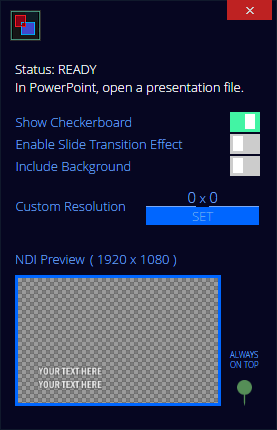 Status: READY
In PowerPoint, open a presentation file.
Show Checkerboard
Enable Slide Transition Effect
Include Background
Custom Resolution 0 x 0
SET
NDI Preview ( 1920 x 1080 )
YOUR TEXT HERE
YOUR TEXT HERE
ALWAYS
ON TOP